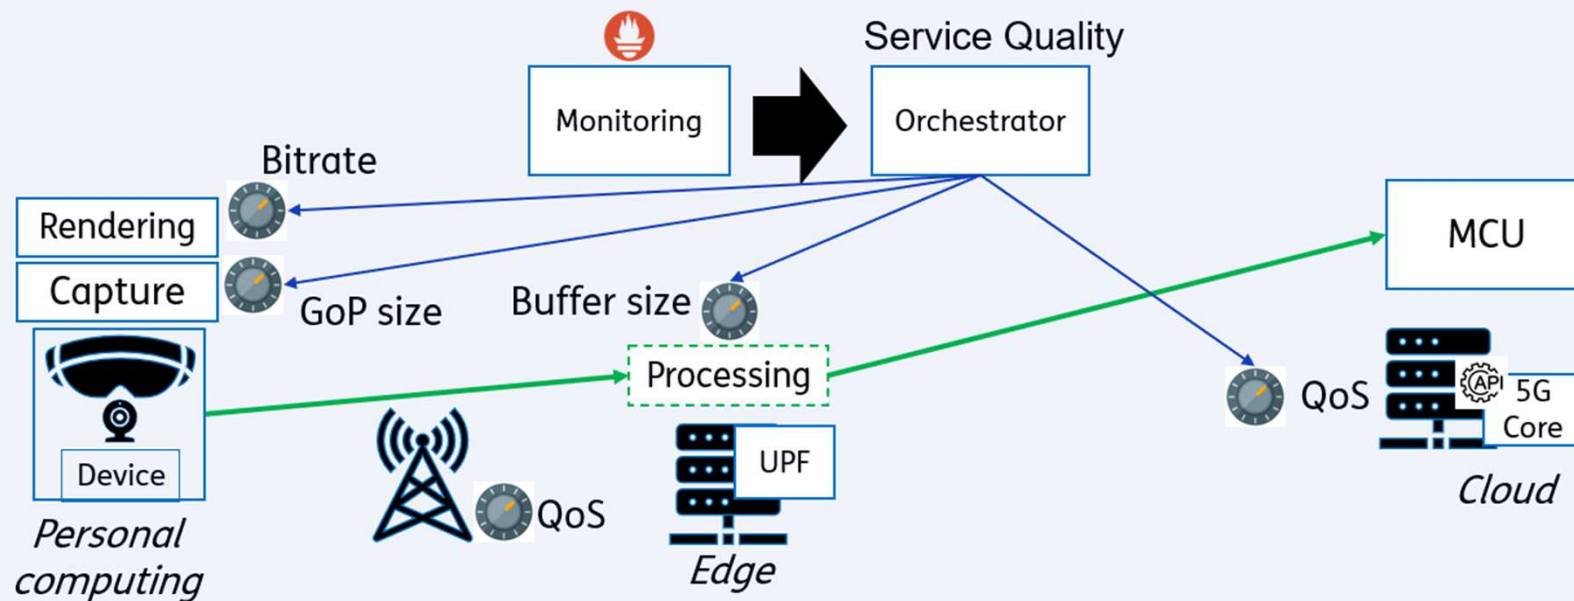 Service Quality
Monitoring
Orchestrator
Bitrate
Rendering
Capture
GoP size
Buffer size
MCU
Processing
Device
QoS
UPF
QoS
API
5G
Core
Personal
computing
Edge
Cloud